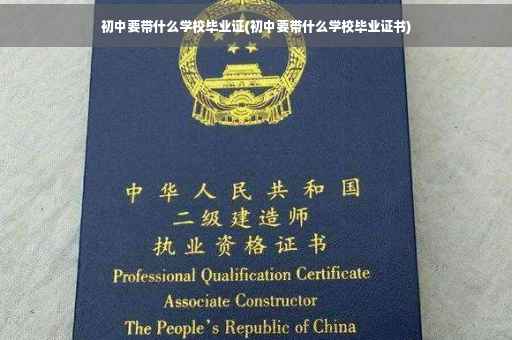 初中要带什么学校毕业证(初中要带什么学校毕业证书)
中华人民共和国
二级建造师
执业资格证书
Professional Qualification Certificate
Associate Constructor
The People's Republic of China